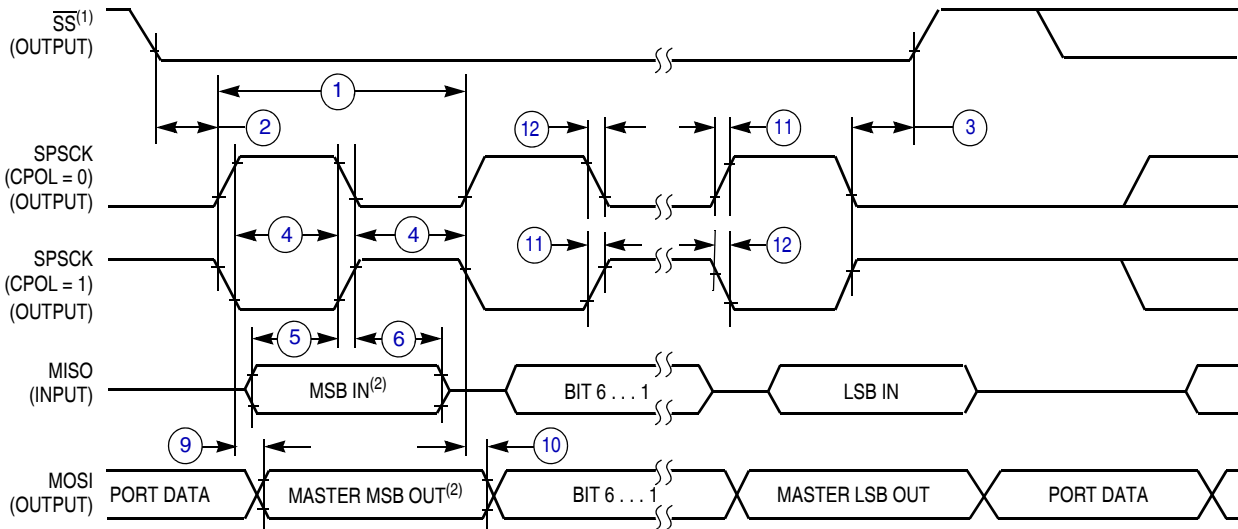 SS(1)
(OUTPUT)
1
2
12
11
3
SPSCK
(CPOL = 0)
(OUTPUT)
4
4
SPSCK
(CPOL = 1)
(OUTPUT)
11
12
5
6
MISO
(INPUT)
MSB IN(2)
BIT 6 . . . 1
LSB IN
9
10
MOSI
(OUTPUT)
PORT DATA
MASTER MSB OUT(2)
BIT 6 . . . 1
MASTER LSB OUT
PORT DATA